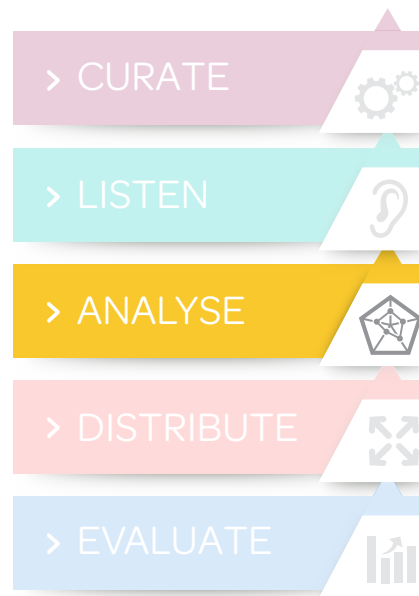 > CURATE
> LISTEN
> ANALYSE
> DISTRIBUTE
> EVALUATE